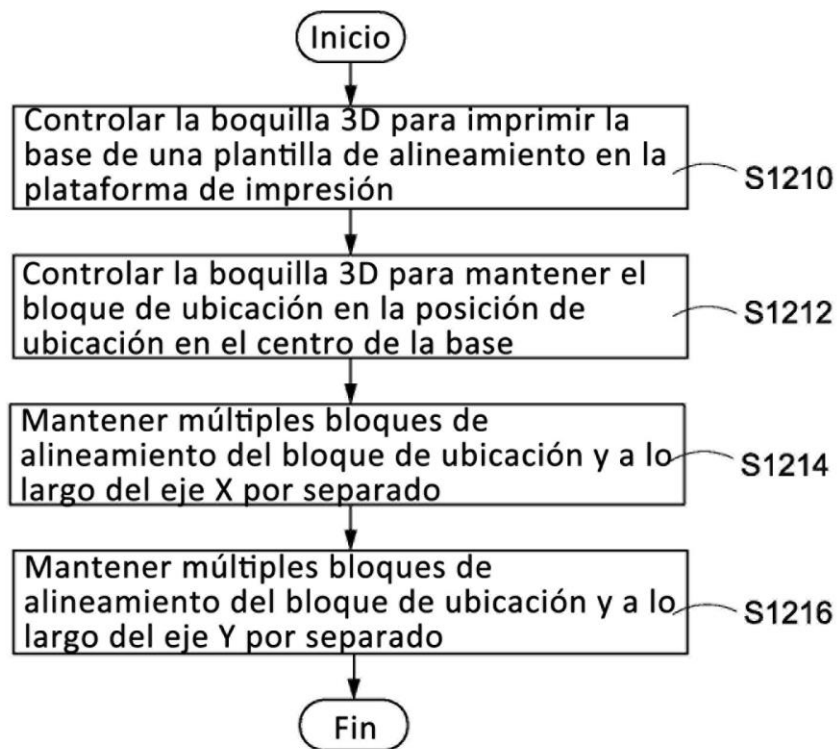 Inicio
Controlar la boquilla 3D para imprimir la
base de una plantilla de alineamiento en la
plataforma de impresión
S1210
Controlar la boquilla 3D para mantener el
bloque de ubicación en la posición de
ubicación en el centro de la base
S1212
Mantener múltiples bloques de
alineamiento del bloque de ubicación y a lo
largo del eje X por separado
S1214
Mantener múltiples bloques de
alineamiento del bloque de ubicación y a lo
largo del eje Y por separado
S1216
Fin